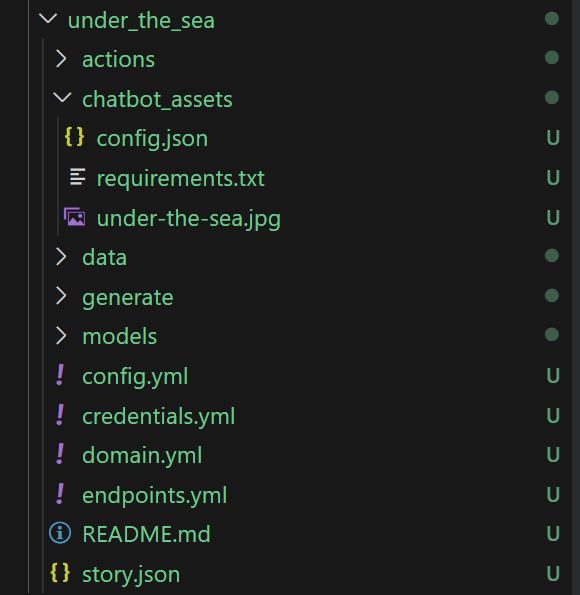 under_the_sea
actions
chatbot_assets
config.json U
requirements.txt U
under-the-sea.jpg U
data
generate
models
config.yml U
credentials.yml U
domain.yml U
endpoints.yml U
README.md U
story.json U